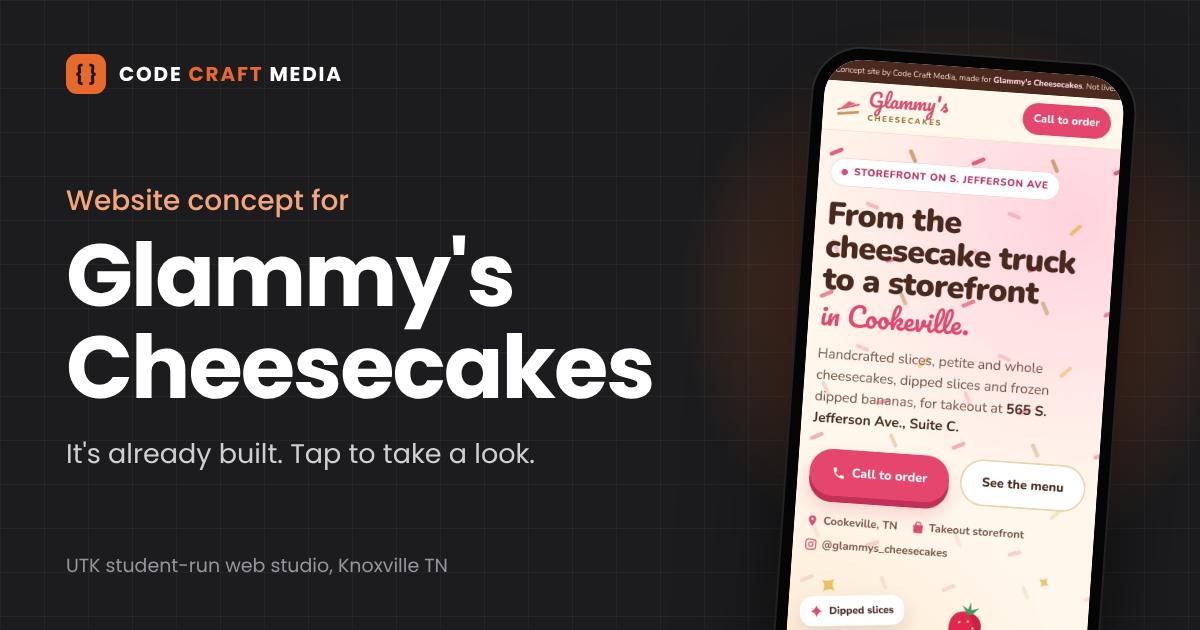 { } CODE CRAFT MEDIA
Website concept for
Glammy's
Cheesecakes
It's already built. Tap to take a look.
UTK student-run web studio, Knoxville TN
Concept site by Code Craft Media, made for Glammy's Cheesecakes. Not live.
Glammy's
CHEESECAKES
Call to order
STOREFRONT ON S. JEFFERSON AVE
From the
cheesecake truck
to a storefront
in Cookeville.
Handcrafted slices, petite and whole
cheesecakes, dipped slices and frozen
dipped bananas, for takeout at 565 S.
Jefferson Ave., Suite C.
Call to order
See the menu
Cookeville, TN
Takeout storefront
@glammys_cheesecakes
Dipped slices